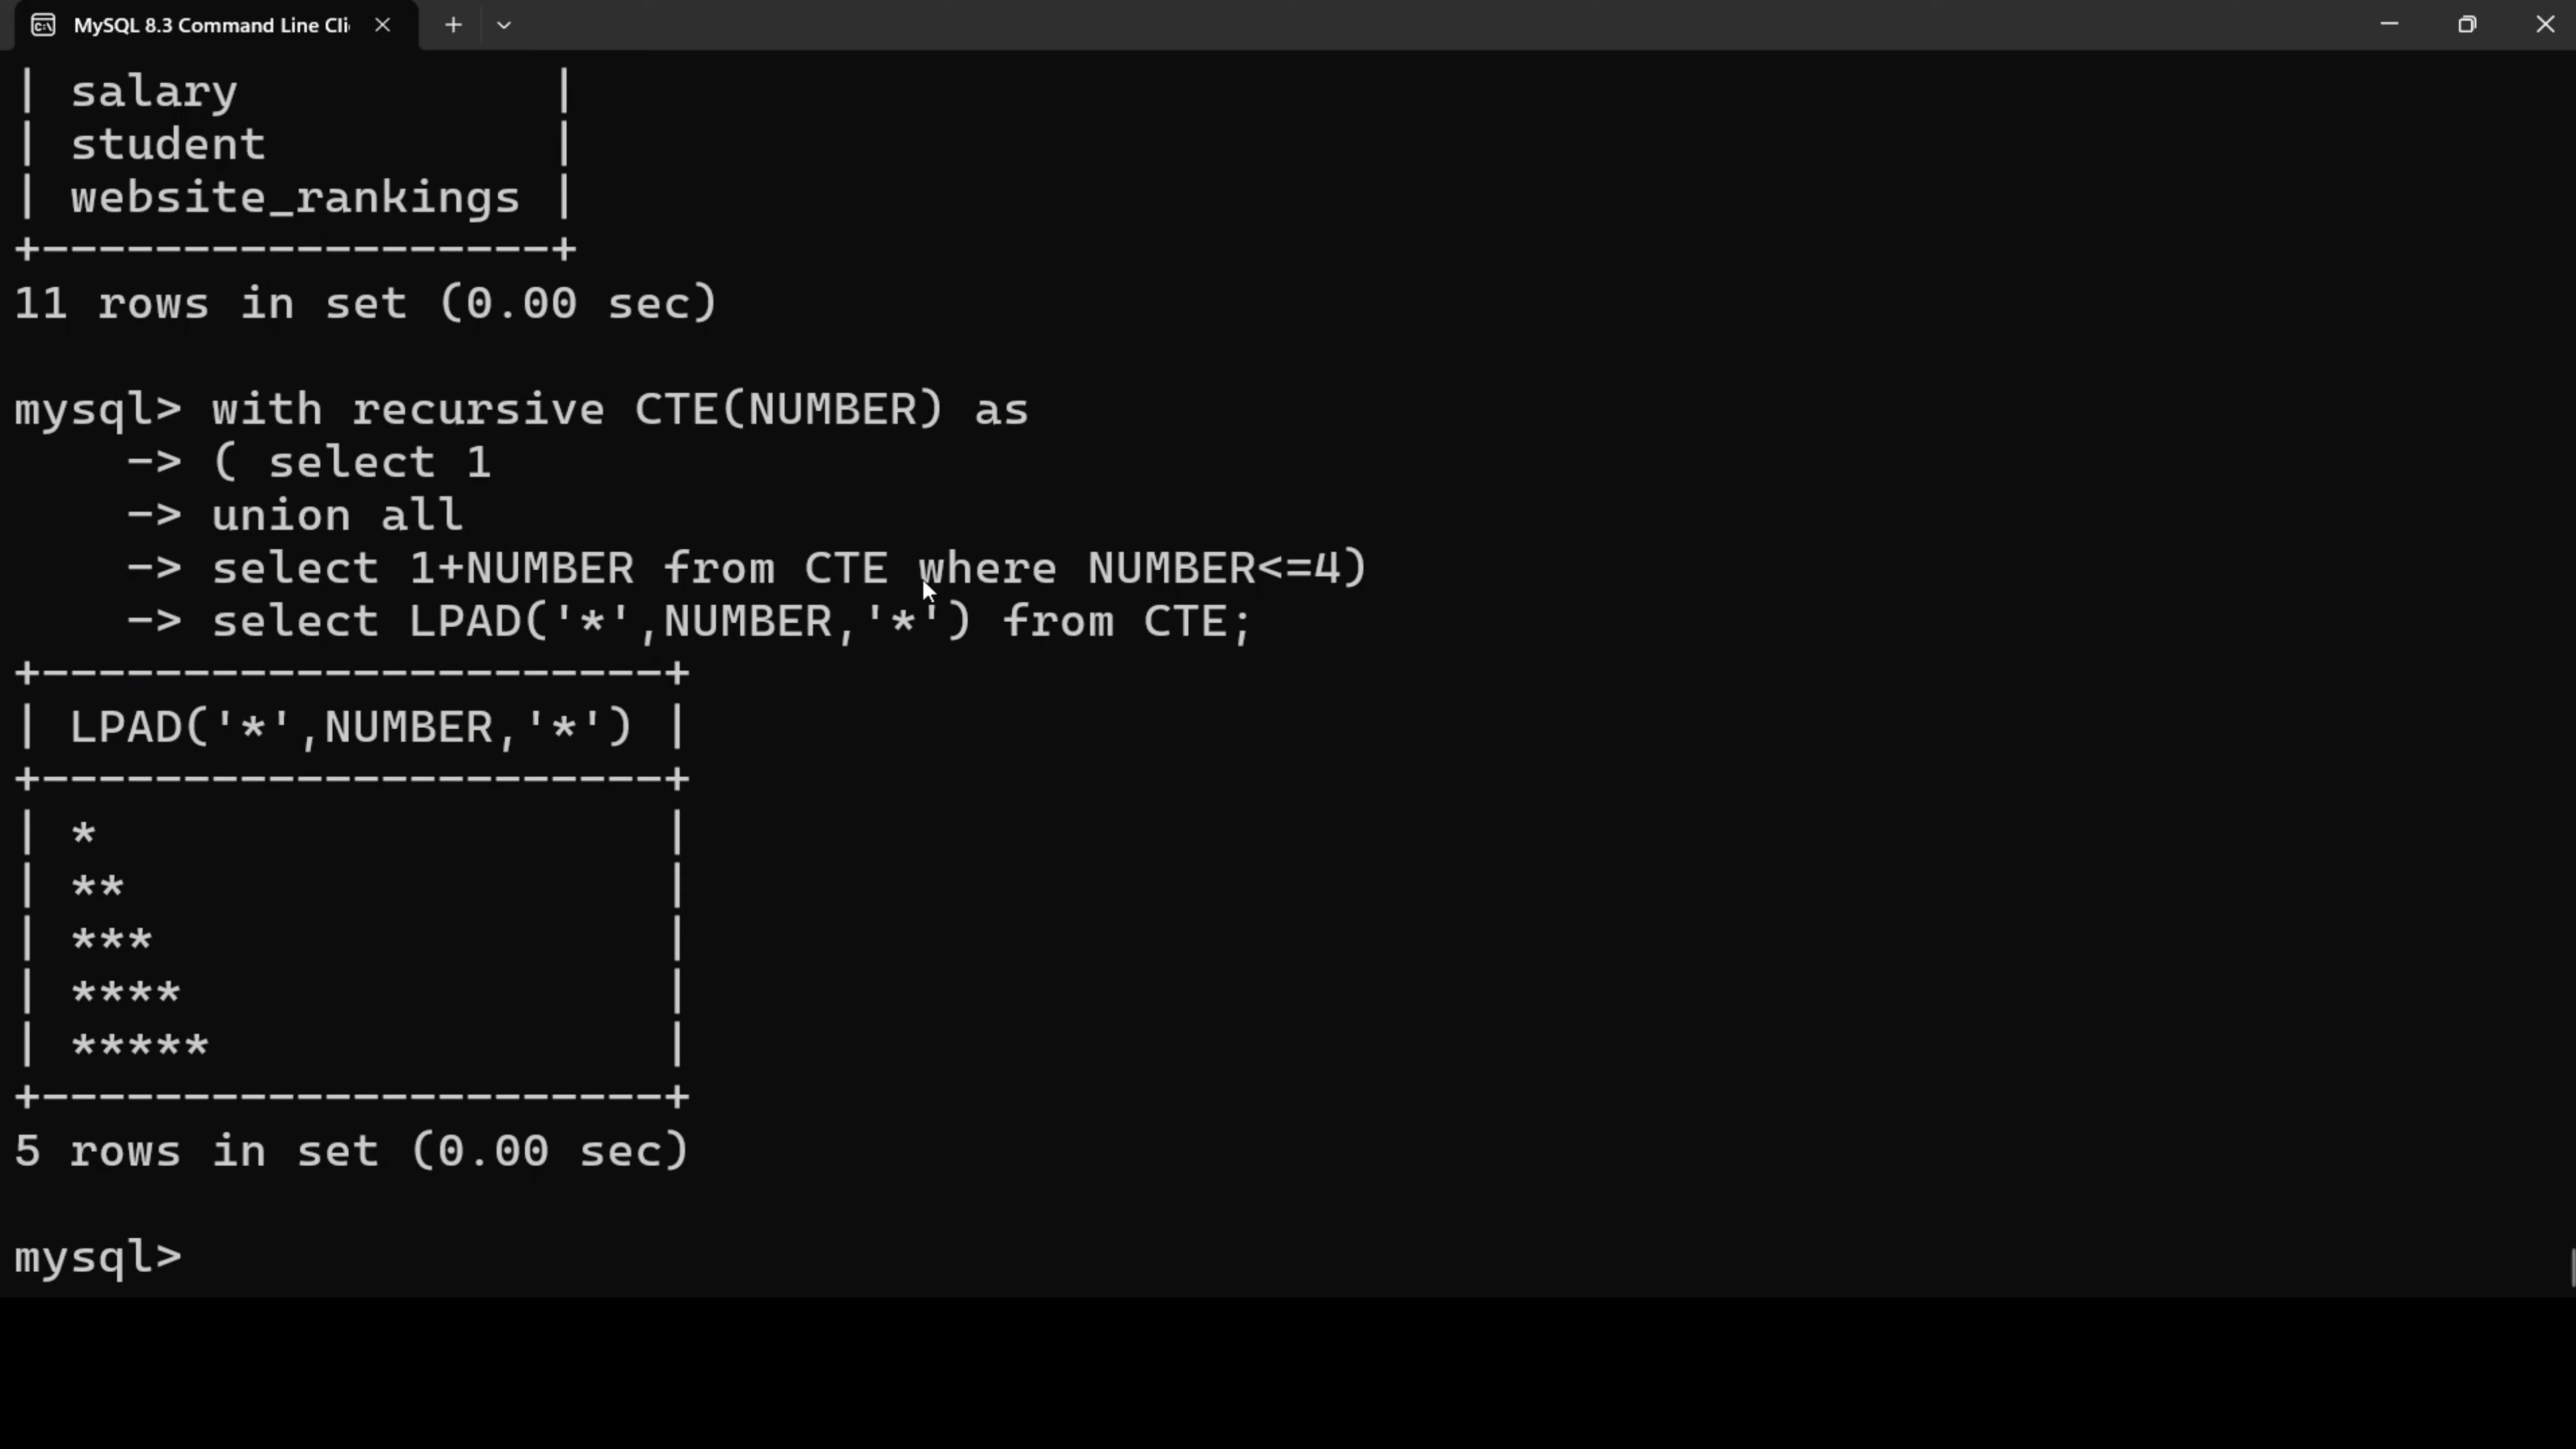 MySQL 8.3 Command Line Cli
| salary           |
| student          |
| website_rankings |
+------------------+
11 rows in set (0.00 sec)
mysql> with recursive CTE(NUMBER) as
    -> ( select 1
    -> union all
    -> select 1+NUMBER from CTE where NUMBER<=4)
    -> select LPAD('*',NUMBER,'*') from CTE;
+----------------------+
| LPAD('*',NUMBER,'*') |
+----------------------+
| *                    |
| **                   |
| ***                  |
| ****                 |
| *****                |
+----------------------+
5 rows in set (0.00 sec)
mysql>